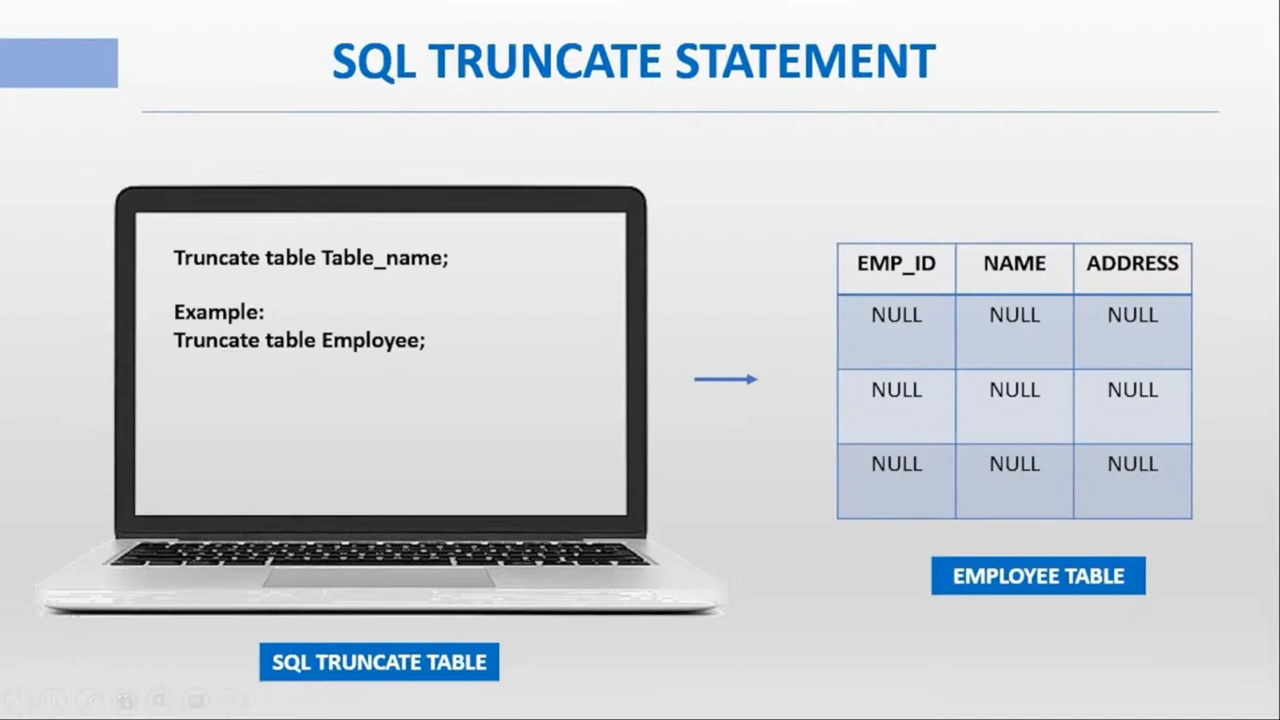 SQL TRUNCATE STATEMENT
Truncate table Table_name;
Example:
Truncate table Employee;
SQL TRUNCATE TABLE
EMP_ID NAME ADDRESS
NULL NULL NULL
NULL NULL NULL
NULL NULL NULL
EMPLOYEE TABLE